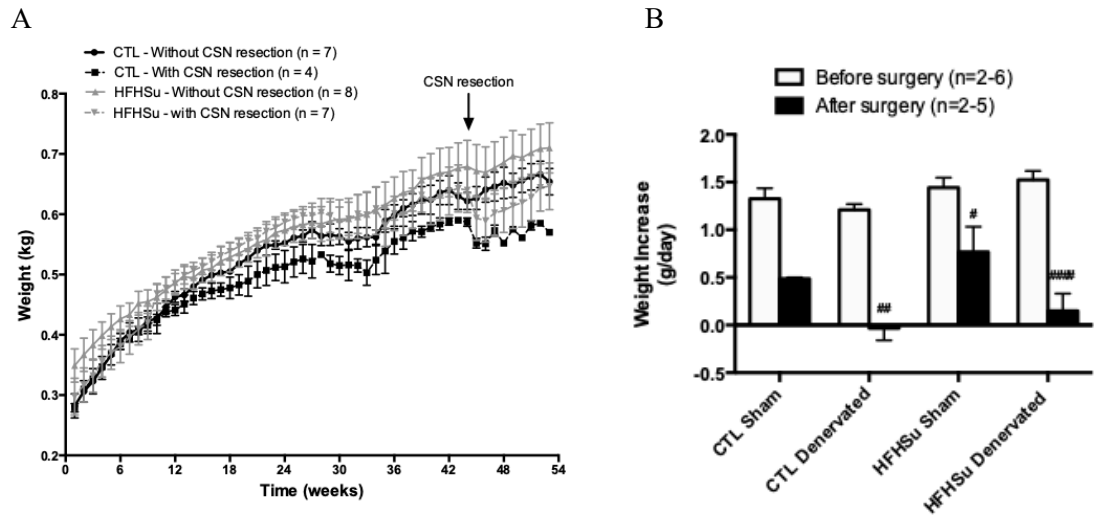 A
CTL - Without CSN resection (n = 7)
CTL - With CSN resection (n = 4)
HFHSu - Without CSN resection (n = 8)
HFHSu - with CSN resection (n = 7)
CSN resection
Weight (kg)
0.8
0.7
0.6
0.5
0.4
0.3
0.2
0 6 12 18 24 30 36 42 48 54
Time (weeks)
B
Before surgery (n=2-6)
After surgery (n=2-5)
Weight Increase
(g/day)
2.0
1.5
1.0
0.5
0.0
-0.5
##
#
####
CTL Sham
CTL Denervated
HFHSu Sham
HFHSu Denervated